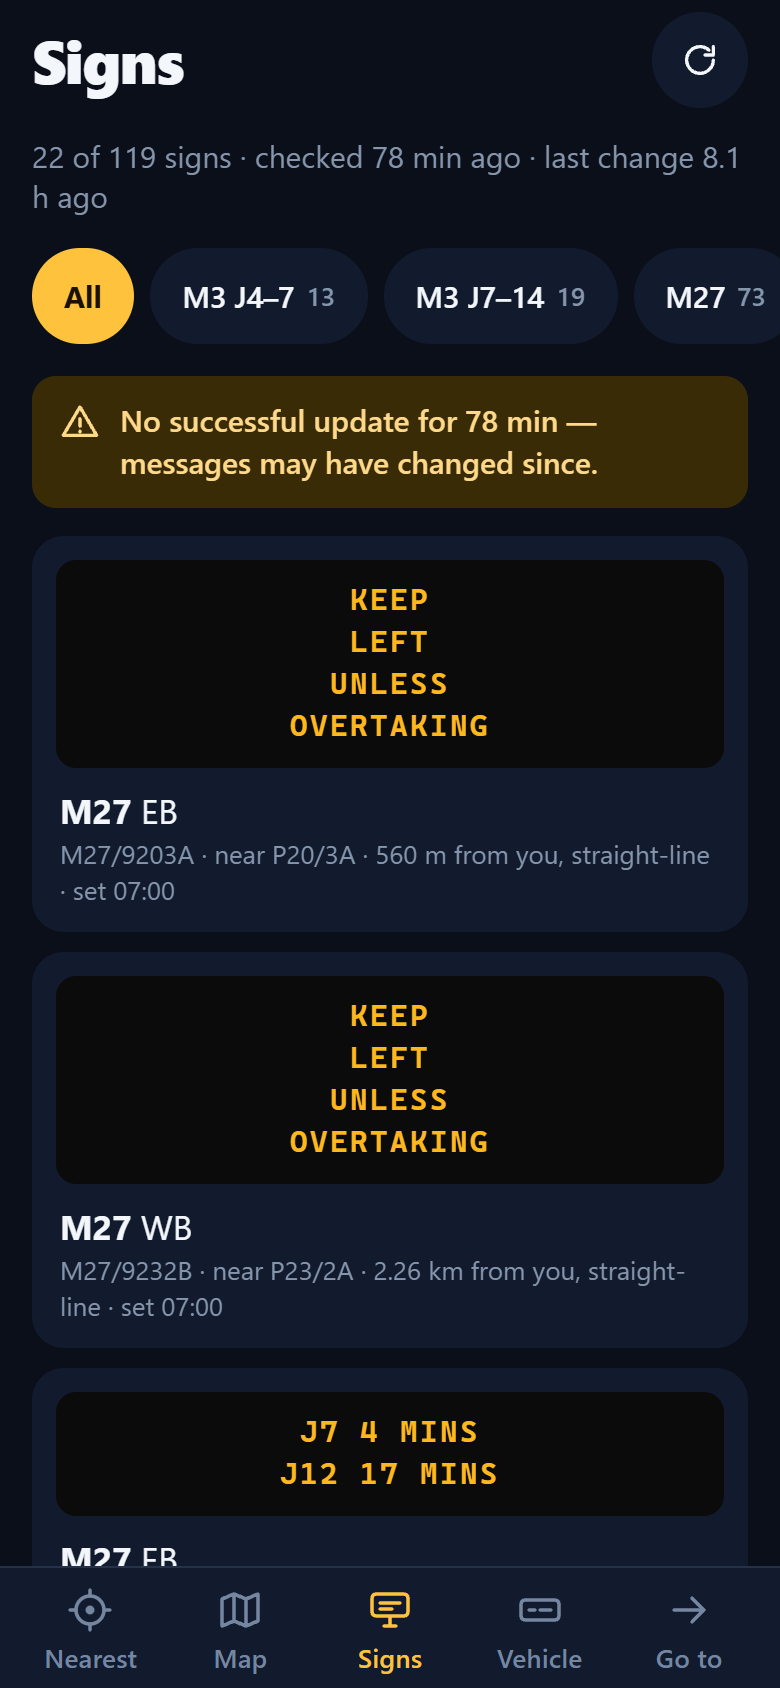 Signs
22 of 119 signs · checked 78 min ago · last change 8.1
h ago
All M3 J4–7 13 M3 J7–14 19 M27 73
No successful update for 78 min —
messages may have changed since.
KEEP
LEFT
UNLESS
OVERTAKING
M27 EB
M27/9203A · near P20/3A · 560 m from you, straight-line
· set 07:00
KEEP
LEFT
UNLESS
OVERTAKING
M27 WB
M27/9232B · near P23/2A · 2.26 km from you, straight-
line · set 07:00
J7 4 MINS
J12 17 MINS
M27 EB
Nearest Map Signs Vehicle Go to